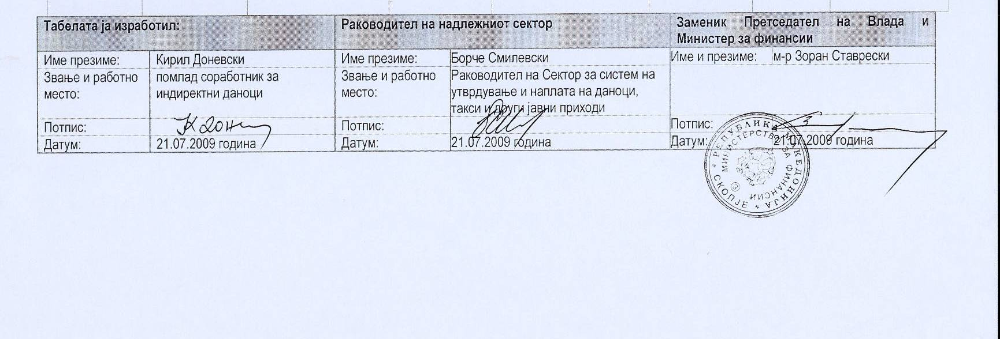 Табелата ја изработил:
Име презиме: Кирил Доневски
Звање и работно место: помлад соработник за индиректни даноци
Потпис:
Датум: 21.07.2009 година
Раководител на надлежниот сектор
Име презиме: Борче Смилевски
Звање и работно место: Раководител на Сектор за систем на утврдување и наплата на даноци, такси и други јавни приходи
Потпис:
Датум: 21.07.2009 година
Заменик Претседател на Влада и
Министер за финансии
Име и презиме: м-р Зоран Ставрески
Потпис:
Датум: 21.07.2009 година
* РЕПУБЛИКА МАКЕДОНИЈА * СКОПЈЕ
МИНИСТЕРСТВО ЗА ФИНАНСИИ
3